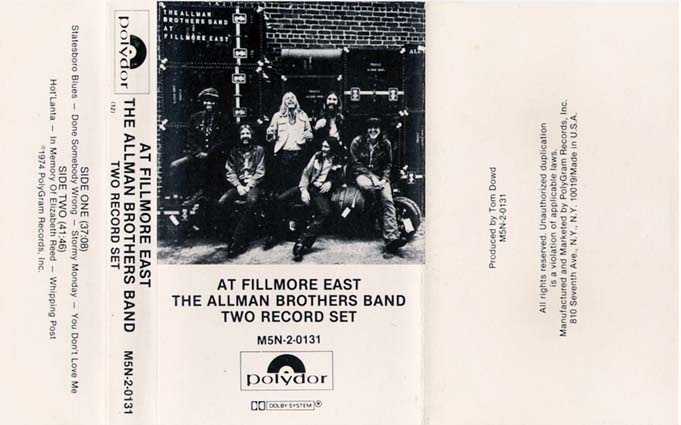 Statesboro Blues — Done Somebody Wrong — Stormy Monday — You Don't Love Me
SIDE ONE (37:08)
SIDE TWO (41:46)
Hot'Lanta — In Memory Of Elizabeth Reed — Whipping Post
℗1974 PolyGram Records, Inc.
polydor
AT FILLMORE EAST
THE ALLMAN BROTHERS BAND
TWO RECORD SET
(12)
M5N-2-0131
THE ALLMAN
BROTHERS BAND
AT
FILLMORE EAST
AT FILLMORE EAST
THE ALLMAN BROTHERS BAND
TWO RECORD SET
M5N-2-0131
polydor
DOLBY SYSTEM ®
Produced by Tom Dowd
M5N-2-0131
All rights reserved. Unauthorized duplication
is a violation of applicable laws.
Manufactured and Marketed by PolyGram Records, Inc.
810 Seventh Ave., N.Y., N.Y. 10019/Made in U.S.A.